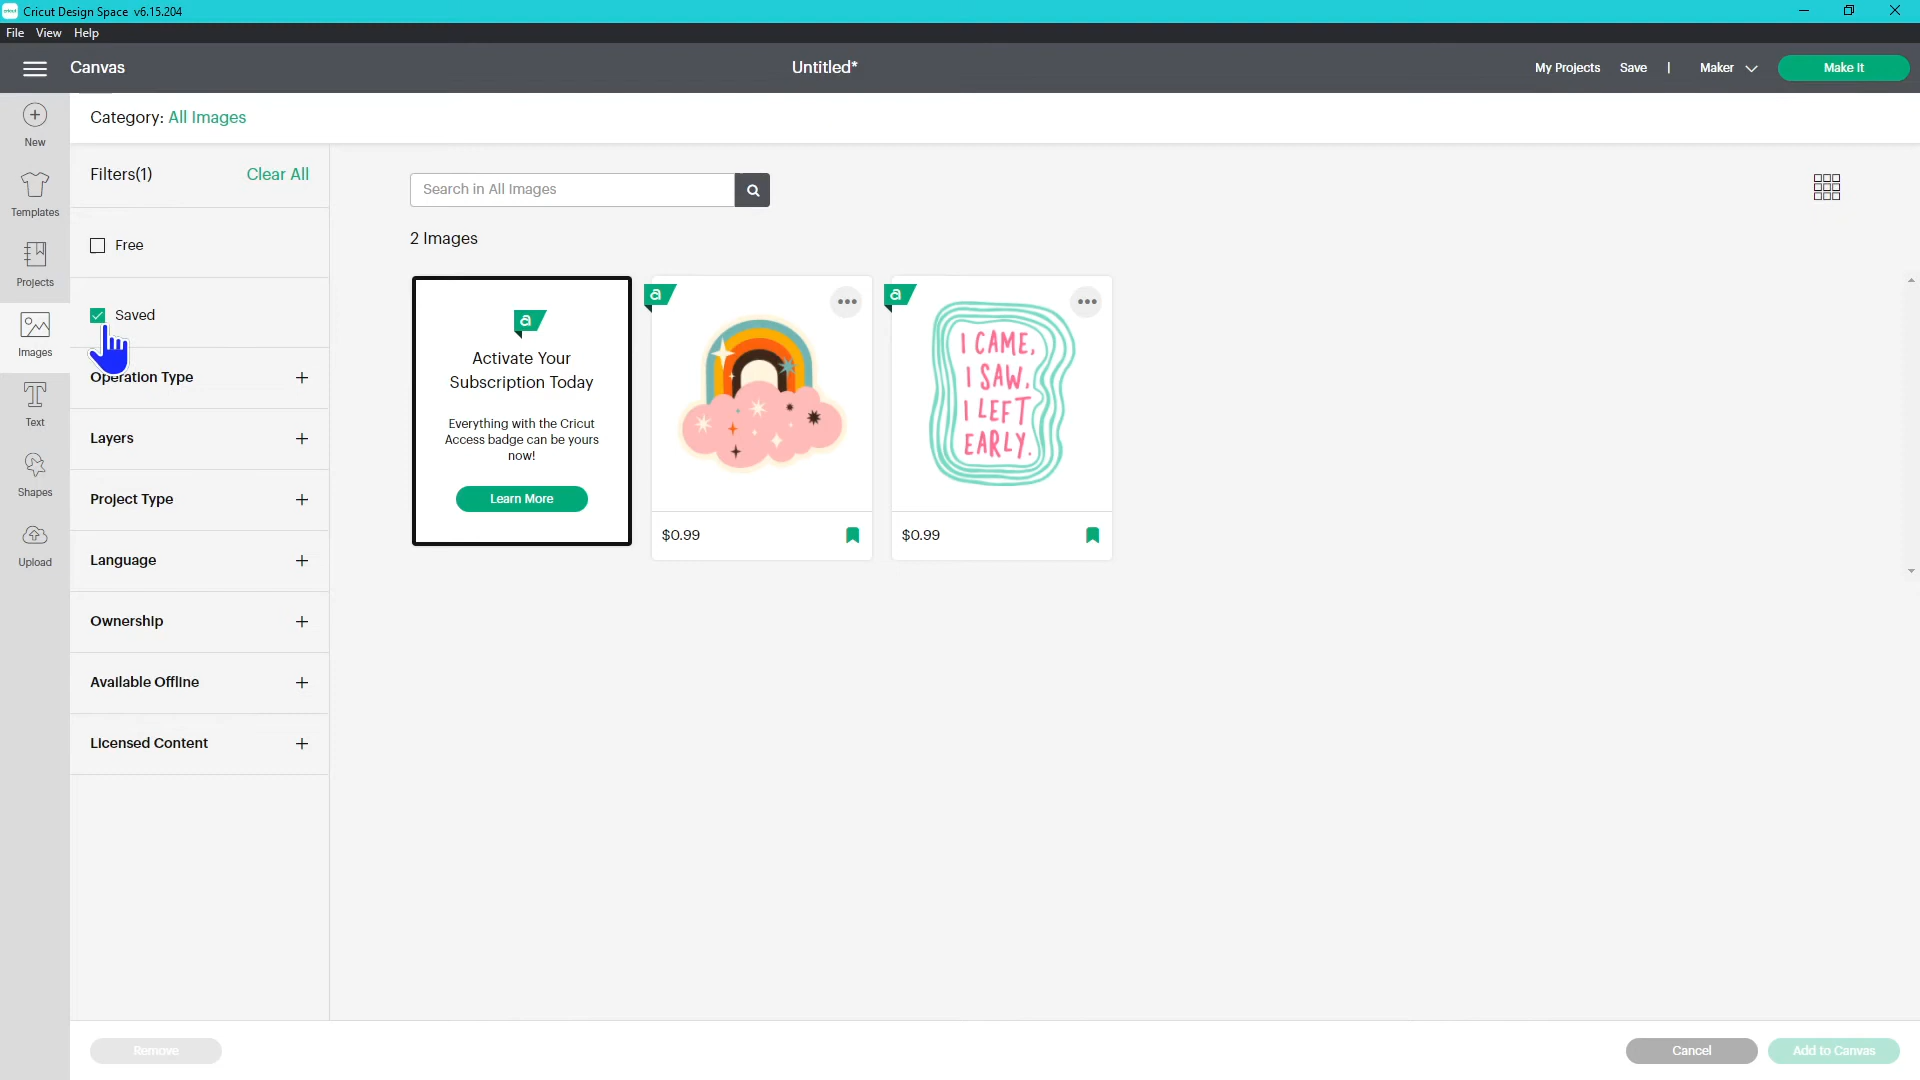 Cricut Design Space v6.15.204
File View Help
Canvas
Untitled*
My Projects Save | Maker Make It
New
Templates
Projects
Images
Text
Shapes
Upload
Category: All Images
Filters(1) Clear All
Free
Saved
Operation Type +
Layers +
Project Type +
Language +
Ownership +
Available Offline +
Licensed Content +
Search in All Images
2 Images
a
Activate Your
Subscription Today
Everything with the Cricut
Access badge can be yours
now!
Learn More
a
$0.99
a
I CAME,
I SAW,
I LEFT
EARLY.
$0.99
Remove
Cancel
Add to Canvas